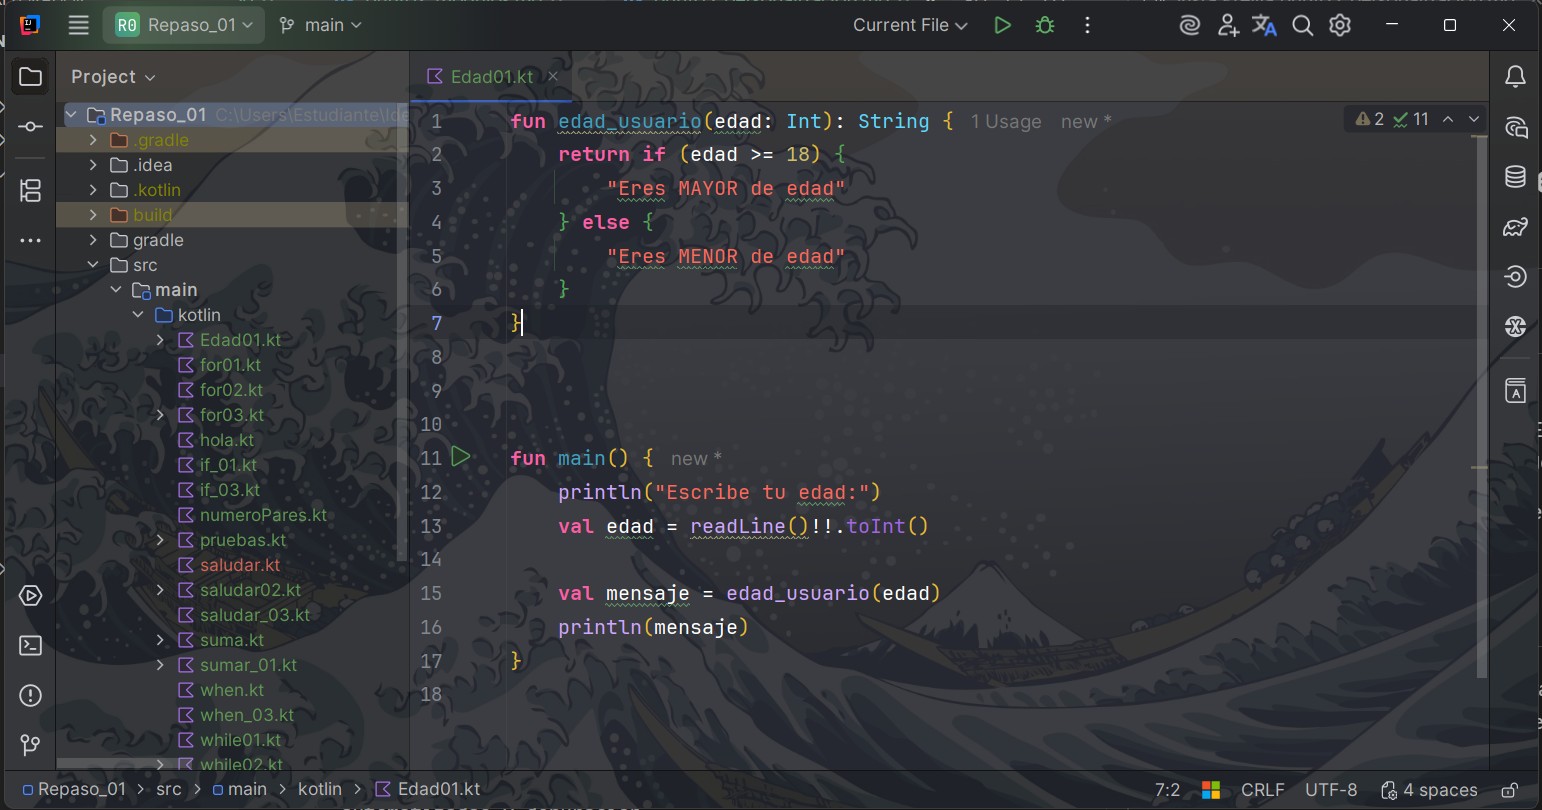 R0 Repaso_01 main Current File
Project
Edad01.kt
Repaso_01 C:\Users\Estudiante\Ide
.gradle
.idea
.kotlin
build
gradle
src
main
kotlin
Edad01.kt
for01.kt
for02.kt
for03.kt
hola.kt
if_01.kt
if_03.kt
numeroPares.kt
pruebas.kt
saludar.kt
saludar02.kt
saludar_03.kt
suma.kt
sumar_01.kt
when.kt
when_03.kt
while01.kt
while02.kt
2 11
1 fun edad_usuario(edad: Int): String { 1 Usage new *
2 return if (edad >= 18) {
3 "Eres MAYOR de edad"
4 } else {
5 "Eres MENOR de edad"
6 }
7 }
8
9
10
11 fun main() { new *
12 println("Escribe tu edad:")
13 val edad = readLine()!!.toInt()
14
15 val mensaje = edad_usuario(edad)
16 println(mensaje)
17 }
18
Repaso_01 > src > main > kotlin > Edad01.kt 7:2 CRLF UTF-8 4 spaces